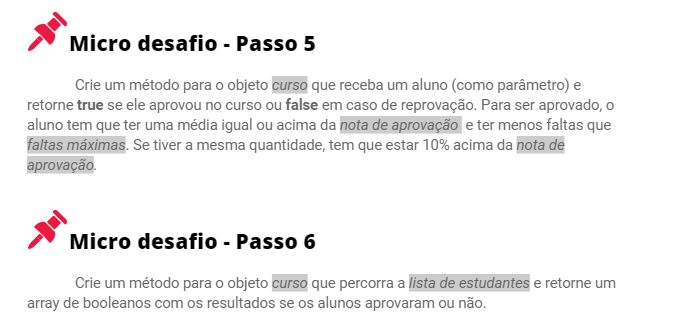 Micro desafio - Passo 5
Crie um método para o objeto curso que receba um aluno (como parâmetro) e
retorne true se ele aprovou no curso ou false em caso de reprovação. Para ser aprovado, o
aluno tem que ter uma média igual ou acima da nota de aprovação e ter menos faltas que
faltas máximas. Se tiver a mesma quantidade, tem que estar 10% acima da nota de
aprovação.
Micro desafio - Passo 6
Crie um método para o objeto curso que percorra a lista de estudantes e retorne um
array de booleanos com os resultados se os alunos aprovaram ou não.